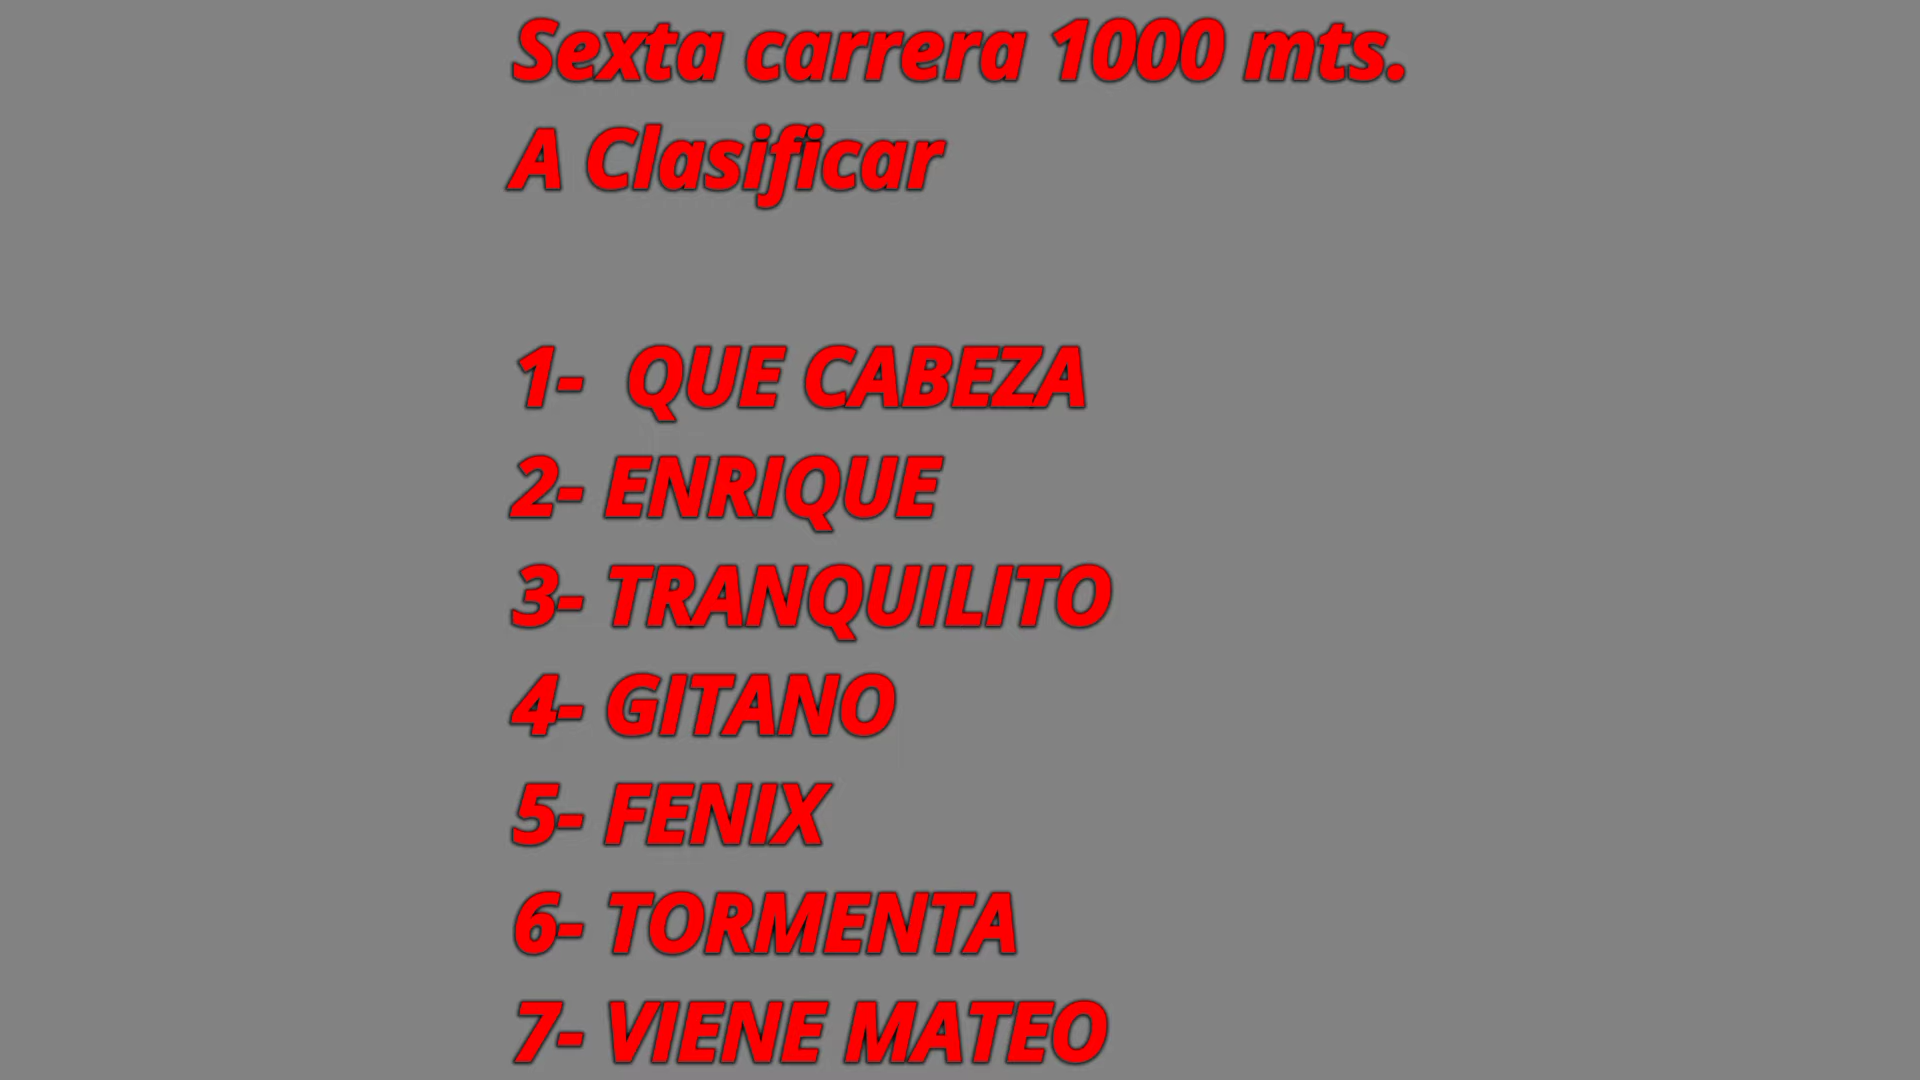 Sexta carrera 1000 mts.
A Clasificar
1- QUE CABEZA
2- ENRIQUE
3- TRANQUILITO
4- GITANO
5- FENIX
6- TORMENTA
7- VIENE MATEO